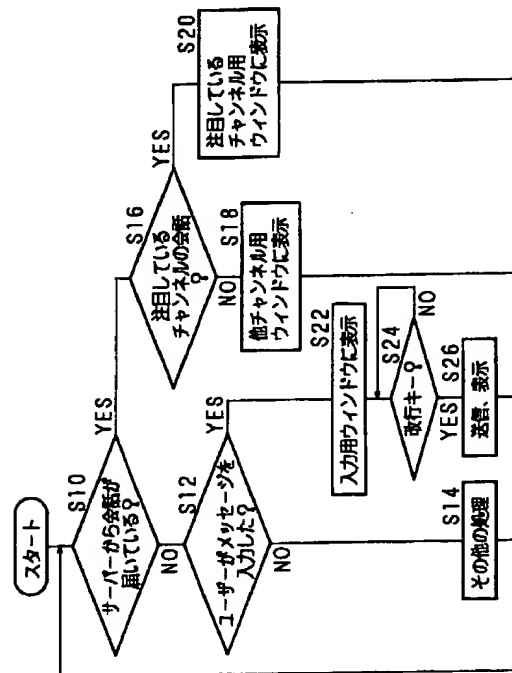 スタート
S10
サーバーから会話が
届いている?
YES
NO
S12
ユーザーがメッセージを
入力した?
YES
NO
S14
その他の処理
S16
注目している
チャンネルの会話
?
YES
NO
S18
他チャンネル用
ウィンドウに表示
S20
注目している
チャンネル用
ウィンドウに表示
S22
入力用ウィンドウに表示
S24
改行キー?
NO
YES
S26
送信、表示